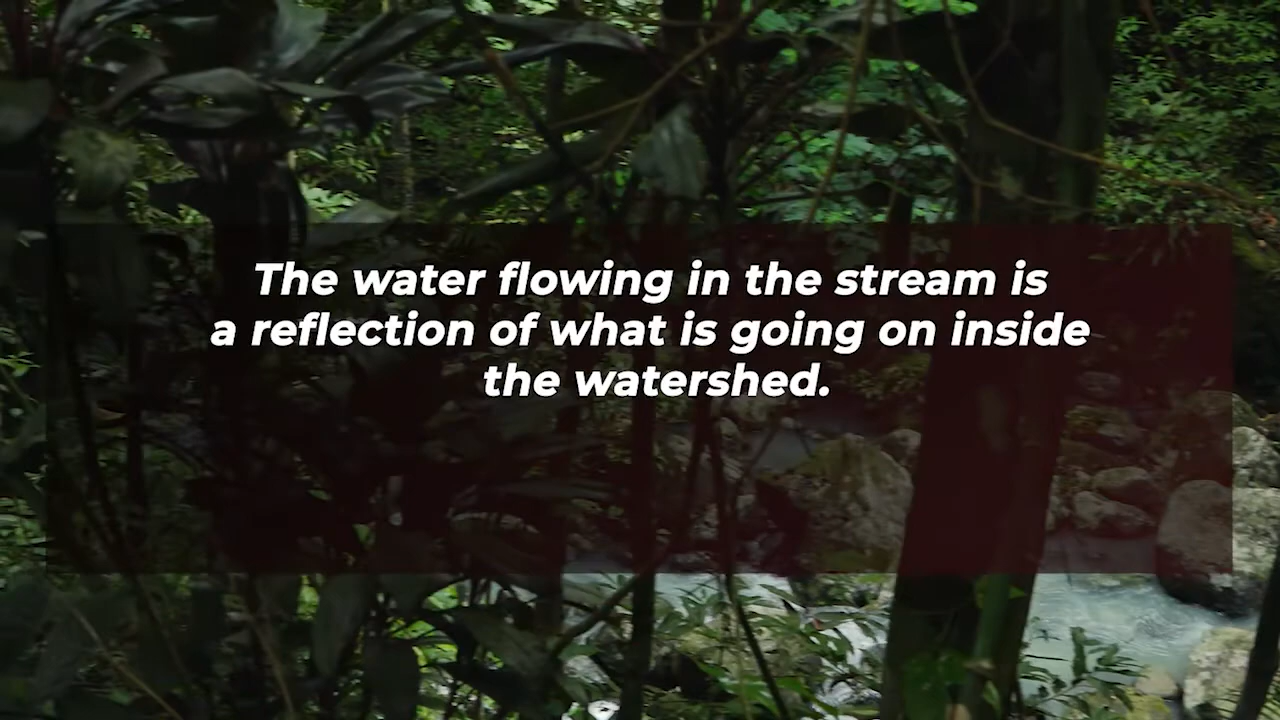 The water flowing in the stream is
a reflection of what is going on inside
the watershed.